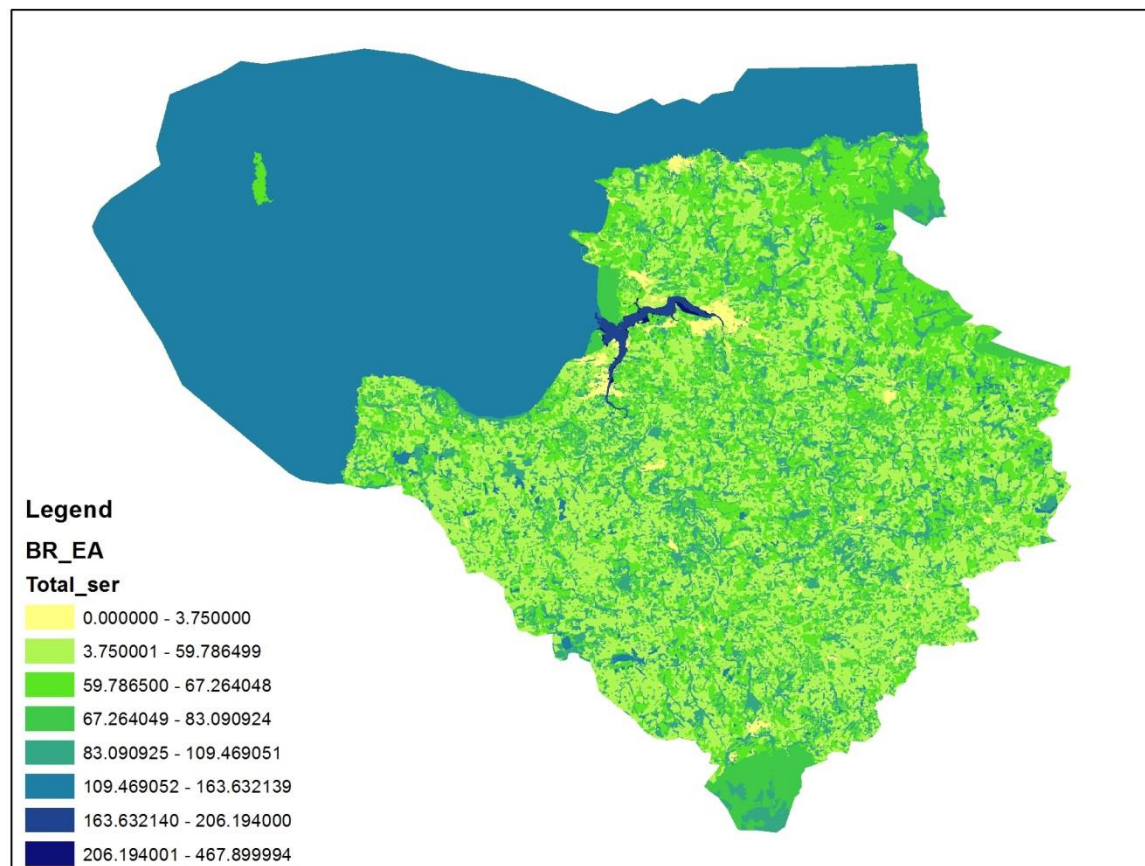 Legend
BR_EA
Total_ser
0.000000 - 3.750000
3.750001 - 59.786499
59.786500 - 67.264048
67.264049 - 83.090924
83.090925 - 109.469051
109.469052 - 163.632139
163.632140 - 206.194000
206.194001 - 467.899994